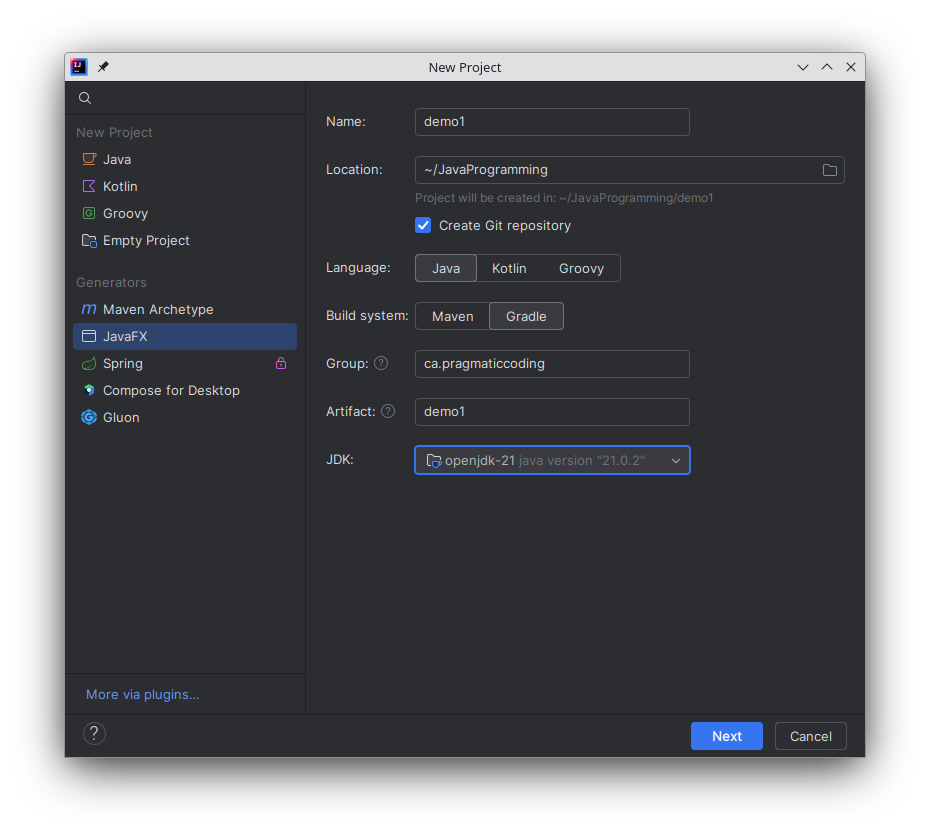 New Project
New Project
Java
Kotlin
Groovy
Empty Project
Generators
Maven Archetype
JavaFX
Spring
Compose for Desktop
Gluon
More via plugins...
Name: demo1
Location: ~/JavaProgramming
Project will be created in: ~/JavaProgramming/demo1
Create Git repository
Language: Java Kotlin Groovy
Build system: Maven Gradle
Group: ? ca.pragmaticcoding
Artifact: ? demo1
JDK: openjdk-21 java version "21.0.2"
? Next Cancel